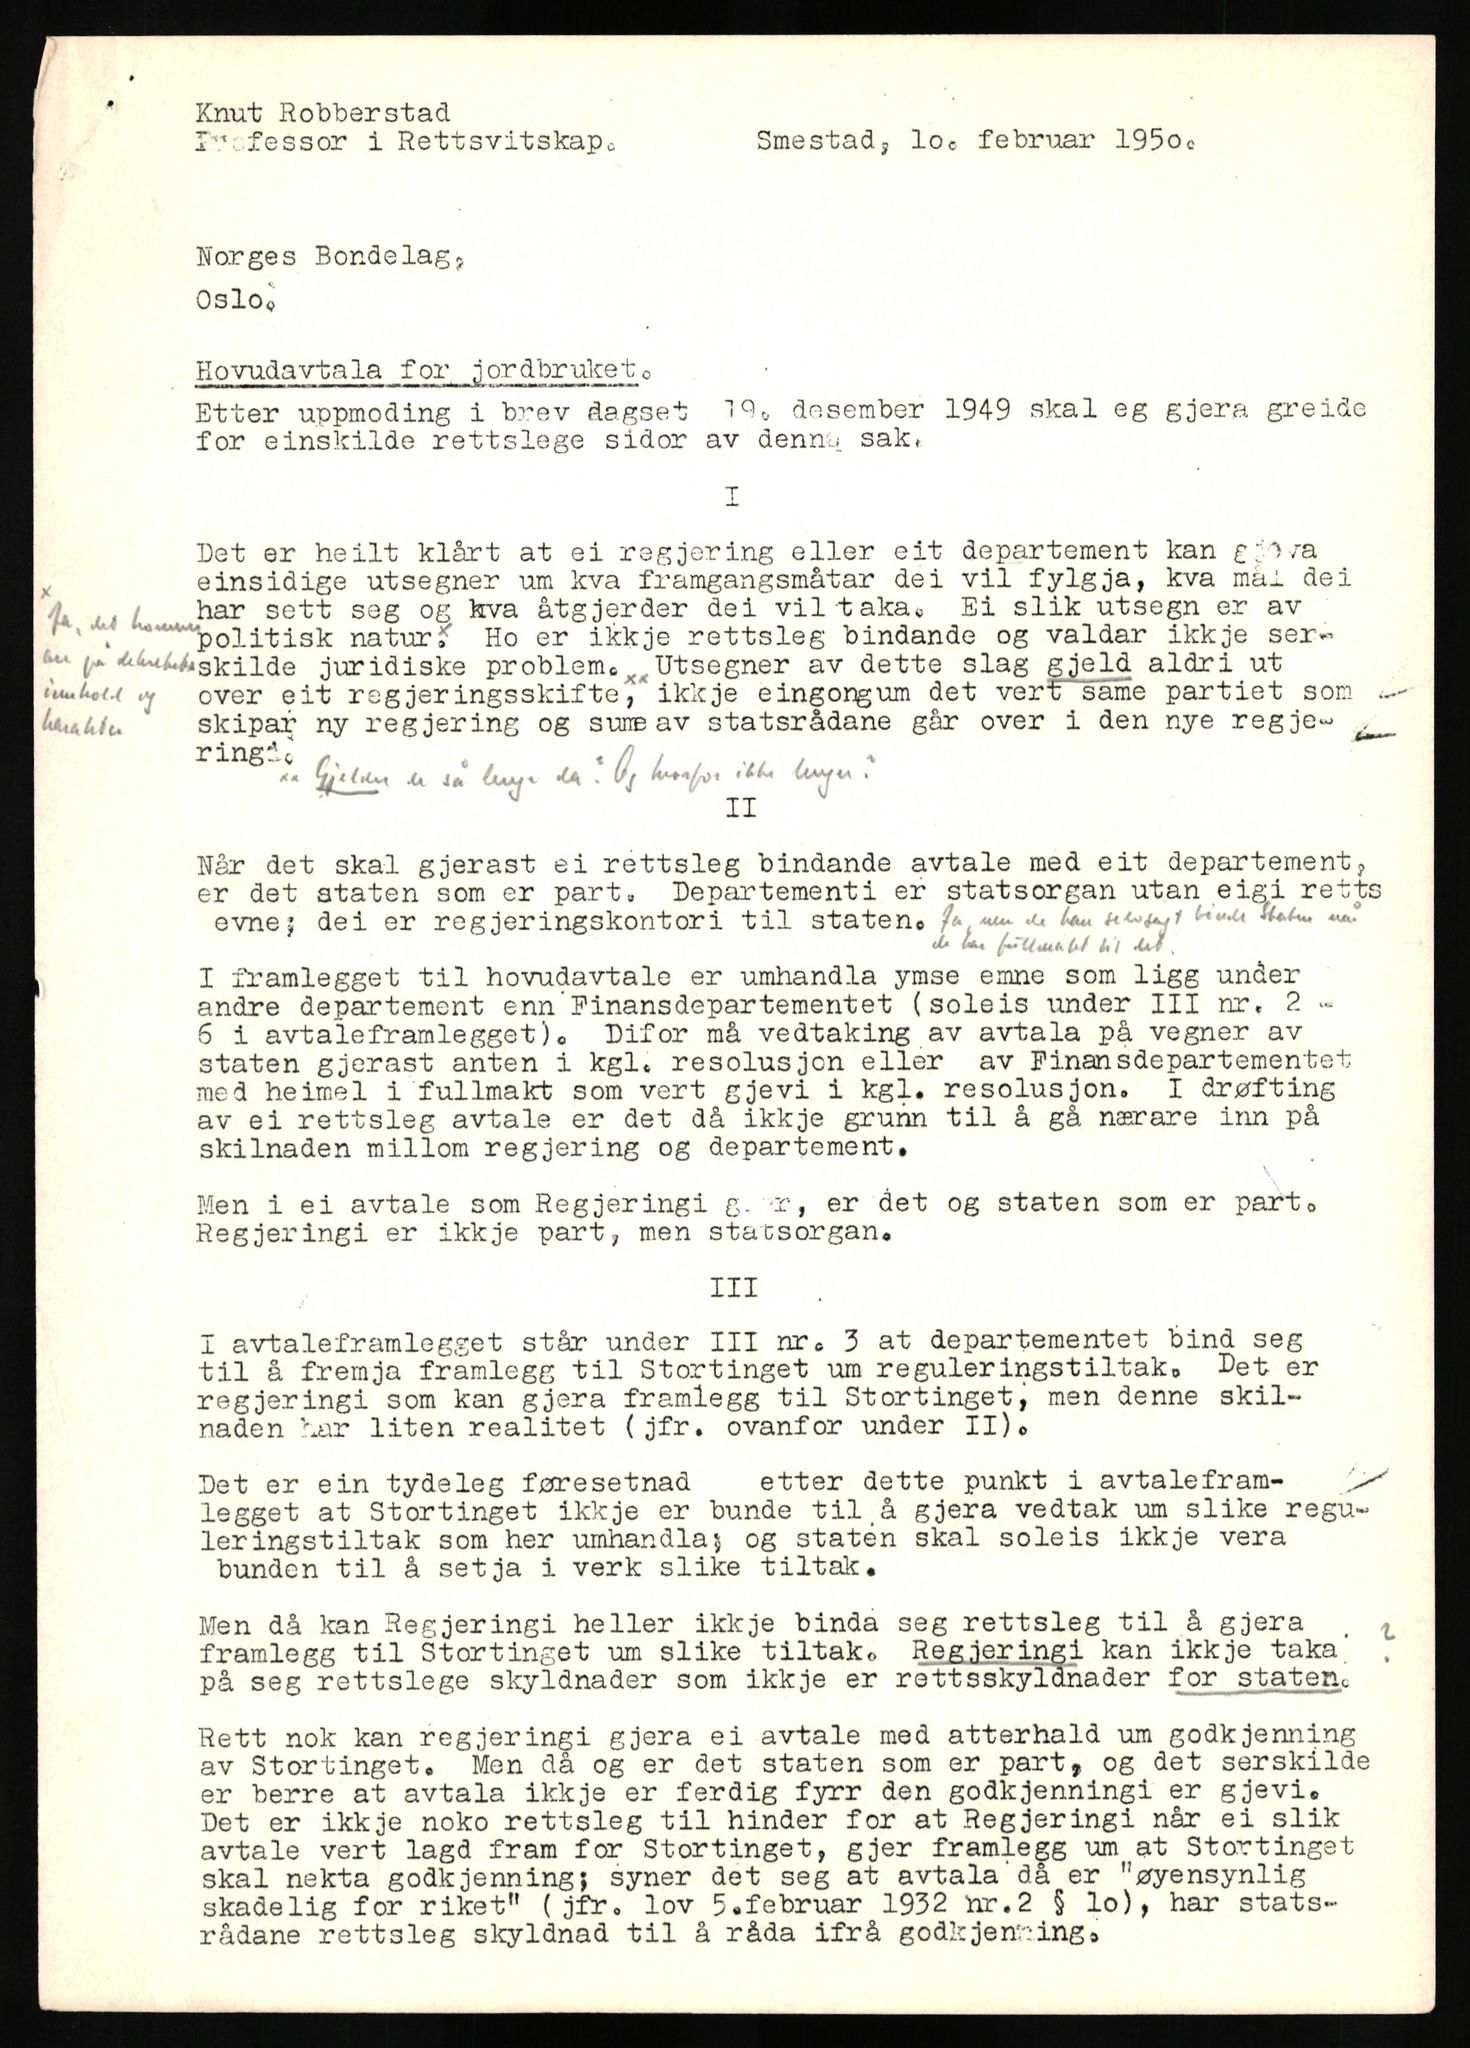 Knut Robberstad
Professor i Rettsvitskap. Smestad, lo. februar 195o.
Norges Bondelag,
Oslo.
Hovudavtala for jordbruket.
Etter uppmoding i brev dagset 19. desember 1949 skal eg gjera greide
for einskilde rettslege sidor av denne sak.
I
Det er heilt klårt at ei regjering eller eit departement kan gjeva
einsidige utsegner um kva framgangsmåtar dei vil fylgja, kva mål dei
har sett seg og kva åtgjerder dei vil taka. Ei slik utsegn er av
politisk natur.x Ho er ikkje rettsleg bindande og valdar ikkje ser-
skilde juridiske problem. Utsegner av dette slag gjeld aldri ut
over eit regjeringsskifte,xx ikkje eingong um det vert same partiet som
skipar ny regjering og sume av statsrådane går over i den nye regje-
ringi.
x
Ja, det kommer
an på
innhold og
karakter
xx Gjelder de så lenge da? Og hvorfor ikke lenger?
II
Når det skal gjerast ei rettsleg bindande avtale med eit departement,
er det staten som er part. Departementi er statsorgan utan eigi retts
evne; dei er regjeringskontori til staten.
Ja, men de kan selvsagt binde Staten når
de har fullmakt til det.
I framlegget til hovudavtale er umhandla ymse emne som ligg under
andre departement enn Finansdepartementet (soleis under III nr. 2 -
6 i avtaleframlegget). Difor må vedtaking av avtala på vegner av
staten gjerast anten i kgl. resolusjon eller av Finansdepartementet
med heimel i fullmakt som vert gjevi i kgl. resolusjon. I drøfting
av ei rettsleg avtale er det då ikkje grunn til å gå nærare inn på
skilnaden millom regjering og departement.
Men i ei avtale som Regjeringi gjer, er det og staten som er part.
Regjeringi er ikkje part, men statsorgan.
III
I avtaleframlegget står under III nr. 3 at departementet bind seg
til å fremja framlegg til Stortinget um reguleringstiltak. Det er
regjeringi som kan gjera framlegg til Stortinget, men denne skil-
naden har liten realitet (jfr. ovanfor under II).
Det er ein tydeleg føresetnad etter dette punkt i avtalefram-
legget at Stortinget ikkje er bunde til å gjera vedtak um slike regu-
leringstiltak som her umhandla; og staten skal soleis ikkje vera
bunden til å setja i verk slike tiltak.
Men då kan Regjeringi heller ikkje binda seg rettsleg til å gjera
framlegg til Stortinget um slike tiltak. Regjeringi kan ikkje taka ?
på seg rettslege skyldnader som ikkje er rettsskyldnader for staten.
Rett nok kan regjeringi gjera ei avtale med atterhald um godkjenning
av Stortinget. Men då og er det staten som er part, og det serskilde
er berre at avtala ikkje er ferdig fyrr den godkjenningi er gjevi.
Det er ikkje noko rettsleg til hinder for at Regjeringi når ei slik
avtale vert lagd fram for Stortinget, gjer framlegg um at Stortinget
skal nekta godkjenning; syner det seg at avtala då er "øyensynlig
skadelig for riket" (jfr. lov 5.februar 1932 nr.2 § lo), har stats-
rådane rettsleg skyldnad til å råda ifrå godkjenning.